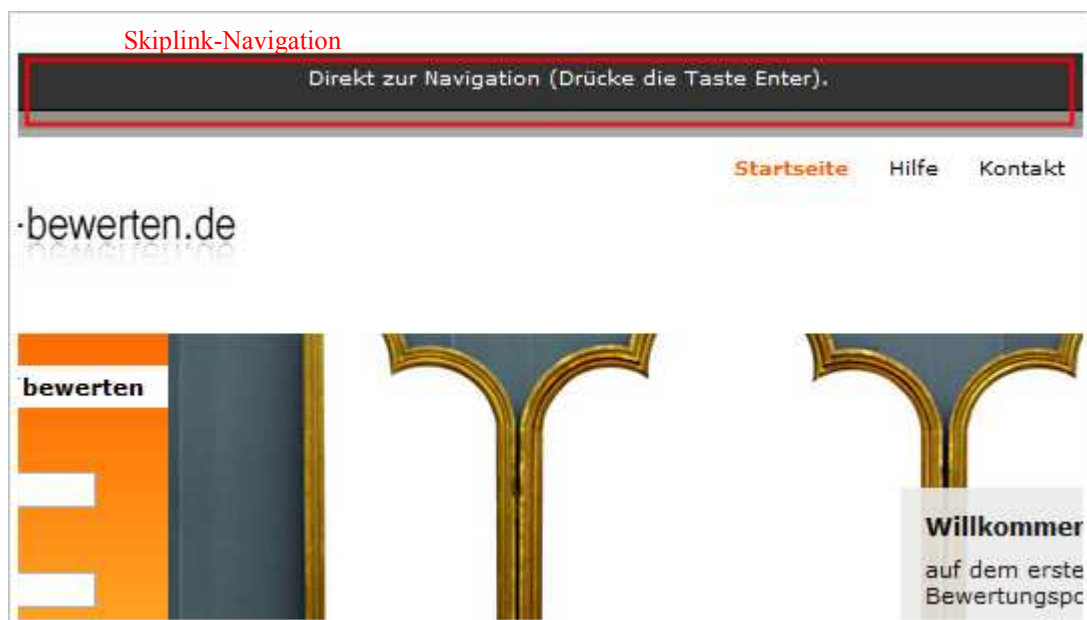 Skiplink-Navigation
Direkt zur Navigation (Drücke die Taste Enter).
Startseite Hilfe Kontakt
-bewerten.de
bewerten
Willkommen
auf dem erste
Bewertungspo